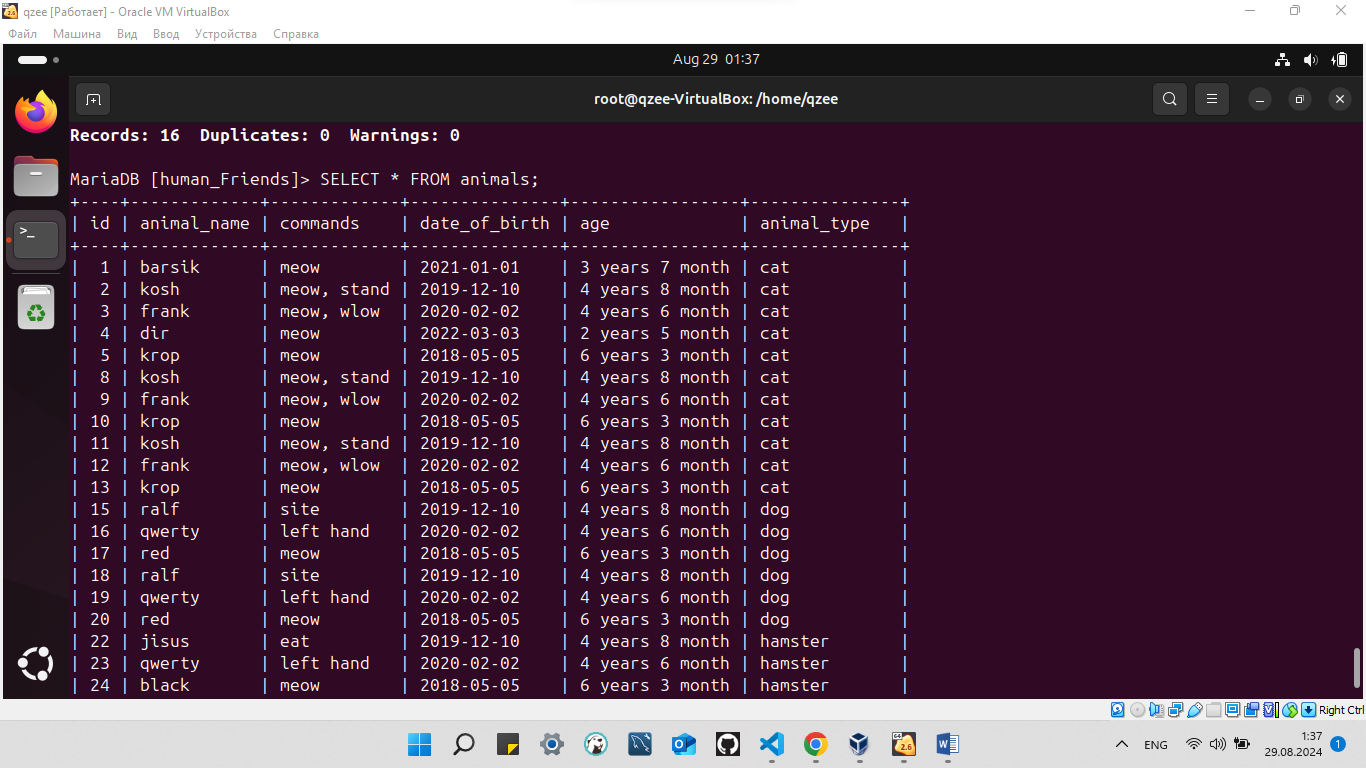 qzee [Работает] - Oracle VM VirtualBox
Файл Машина Вид Ввод Устройства Справка
Aug 29 01:37
root@qzee-VirtualBox: /home/qzee
Records: 16  Duplicates: 0  Warnings: 0
MariaDB [human_Friends]> SELECT * FROM animals;
+----+-------------+-------------+---------------+-----------------+--------------+
| id | animal_name | commands    | date_of_birth | age             | animal_type  |
+----+-------------+-------------+---------------+-----------------+--------------+
|  1 | barsik      | meow        | 2021-01-01    | 3 years 7 month | cat          |
|  2 | kosh        | meow, stand | 2019-12-10    | 4 years 8 month | cat          |
|  3 | frank       | meow, wlow  | 2020-02-02    | 4 years 6 month | cat          |
|  4 | dir         | meow        | 2022-03-03    | 2 years 5 month | cat          |
|  5 | krop        | meow        | 2018-05-05    | 6 years 3 month | cat          |
|  8 | kosh        | meow, stand | 2019-12-10    | 4 years 8 month | cat          |
|  9 | frank       | meow, wlow  | 2020-02-02    | 4 years 6 month | cat          |
| 10 | krop        | meow        | 2018-05-05    | 6 years 3 month | cat          |
| 11 | kosh        | meow, stand | 2019-12-10    | 4 years 8 month | cat          |
| 12 | frank       | meow, wlow  | 2020-02-02    | 4 years 6 month | cat          |
| 13 | krop        | meow        | 2018-05-05    | 6 years 3 month | cat          |
| 15 | ralf        | site        | 2019-12-10    | 4 years 8 month | dog          |
| 16 | qwerty      | left hand   | 2020-02-02    | 4 years 6 month | dog          |
| 17 | red         | meow        | 2018-05-05    | 6 years 3 month | dog          |
| 18 | ralf        | site        | 2019-12-10    | 4 years 8 month | dog          |
| 19 | qwerty      | left hand   | 2020-02-02    | 4 years 6 month | dog          |
| 20 | red         | meow        | 2018-05-05    | 6 years 3 month | dog          |
| 22 | jisus       | eat         | 2019-12-10    | 4 years 8 month | hamster      |
| 23 | qwerty      | left hand   | 2020-02-02    | 4 years 6 month | hamster      |
| 24 | black       | meow        | 2018-05-05    | 6 years 3 month | hamster      |
Right Ctrl
ENG
1:37
29.08.2024
1